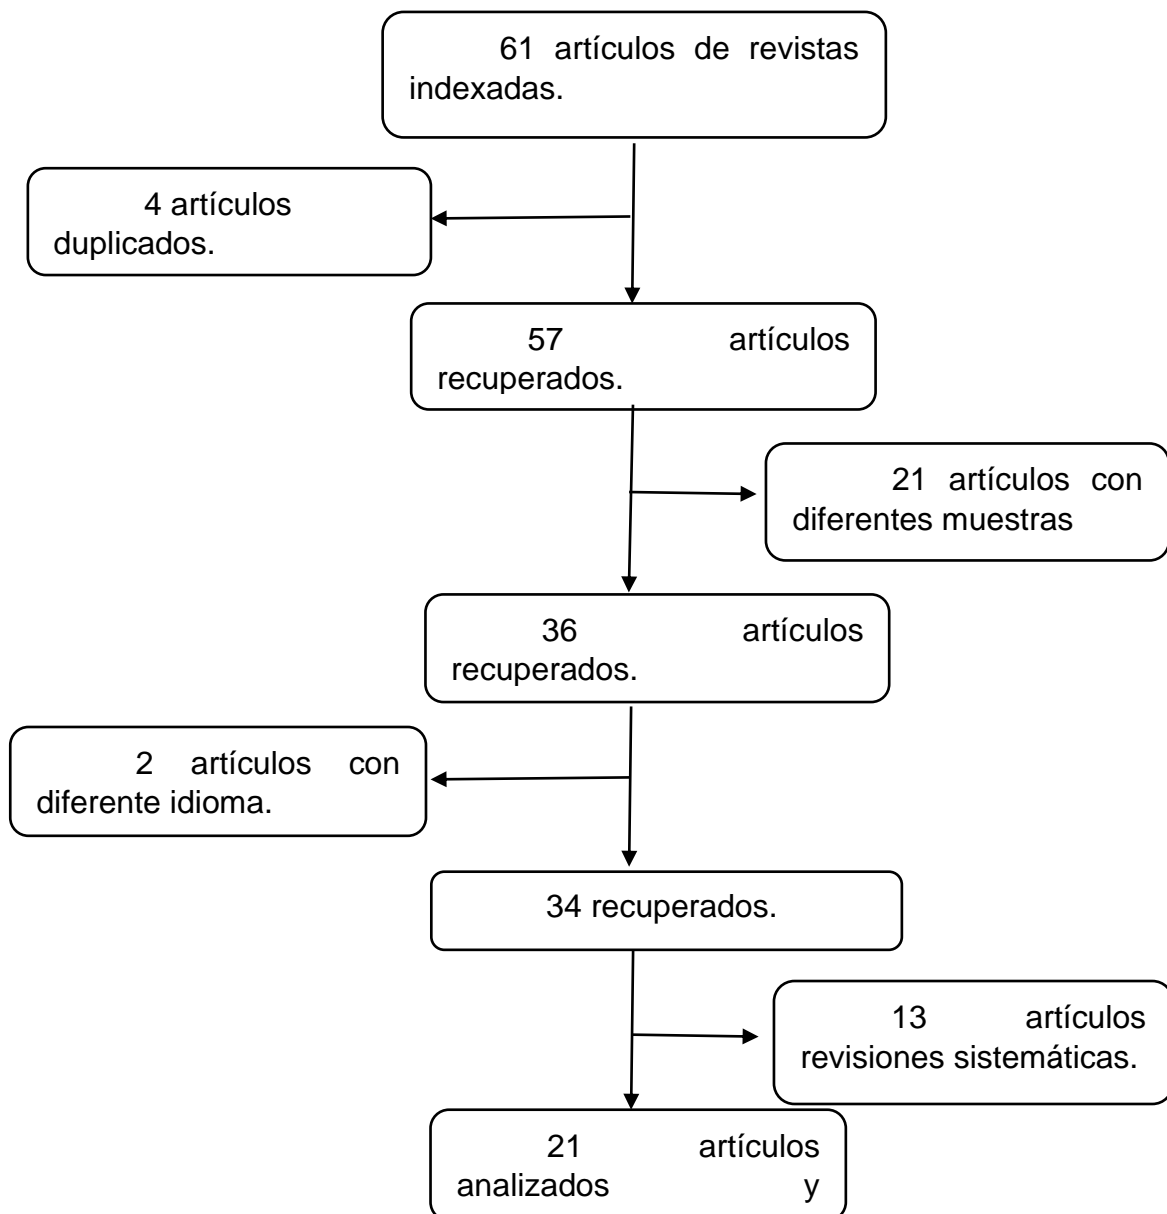 61 artículos de revistas
indexadas.
4 artículos
duplicados.
57 artículos
recuperados.
21 artículos con
diferentes muestras
36 artículos
recuperados.
2 artículos con
diferente idioma.
34 recuperados.
13 artículos
revisiones sistemáticas.
21 artículos
analizados y